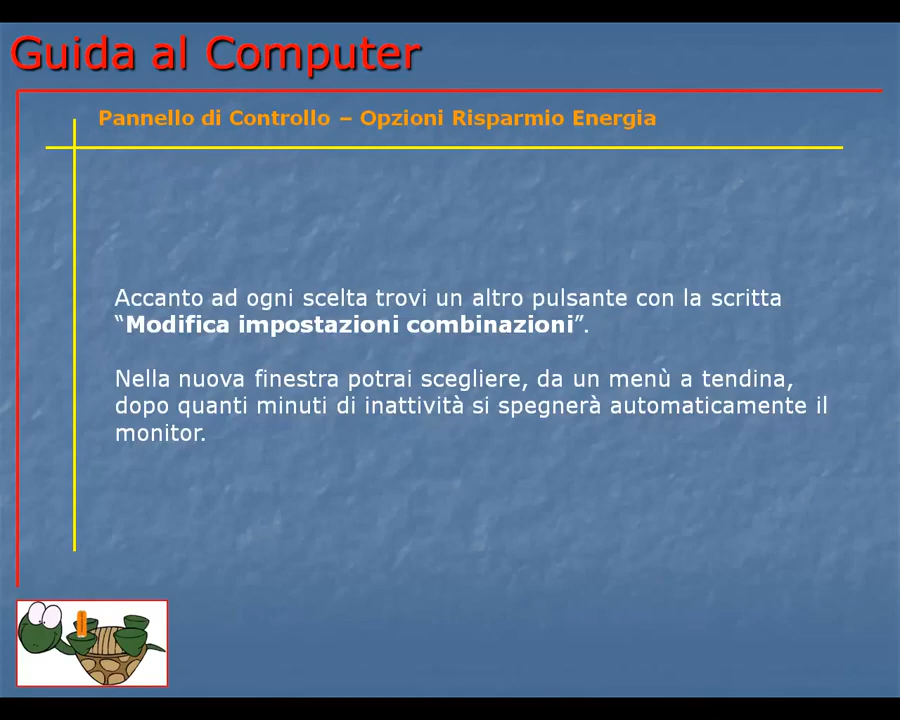 Guida al Computer
Pannello di Controllo – Opzioni Risparmio Energia
Accanto ad ogni scelta trovi un altro pulsante con la scritta
“Modifica impostazioni combinazioni”.
Nella nuova finestra potrai scegliere, da un menù a tendina,
dopo quanti minuti di inattività si spegnerà automaticamente il
monitor.